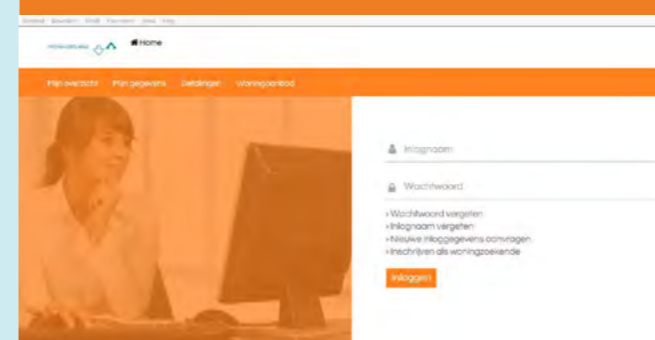 Home
Mijn overzicht Mijn gegevens Betalingen Woningaanbod
Inlognaam
Wachtwoord
› Wachtwoord vergeten
› Inlognaam vergeten
› Nieuwe inloggegevens aanvragen
› Inschrijven als woningzoekende
Inloggen